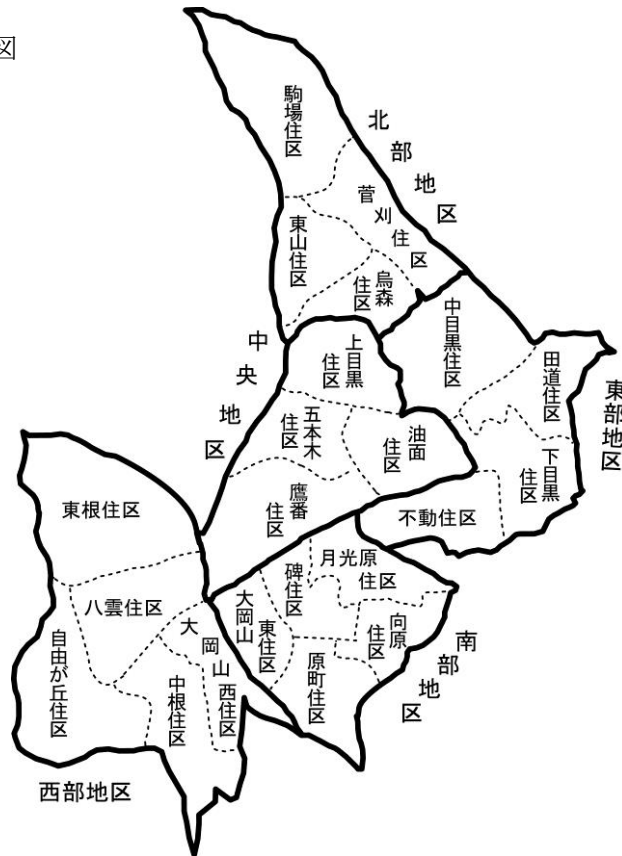 図
北部地区
駒場住区
菅刈住区
東山住区
烏森住区
中央地区
上目黒住区
五本木住区
油面住区
鷹番住区
東部地区
中目黒住区
田道住区
下目黒住区
不動住区
南部地区
月光原住区
碑住区
大岡山東住区
向原住区
原町住区
西部地区
東根住区
八雲住区
自由が丘住区
中根住区
大岡山西住区